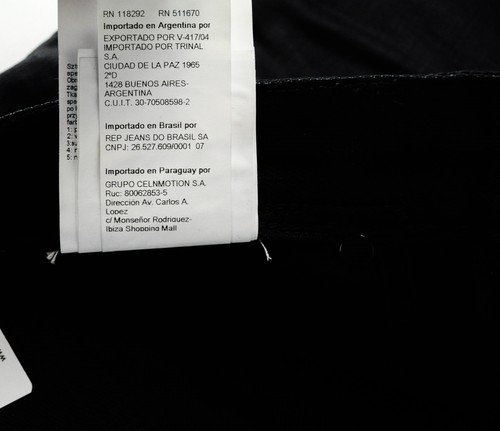 RN 118292 RN 511670
Importado en Argentina por
EXPORTADO POR V-417/04
IMPORTADO POR TRINAL
S.A.
CIUDAD DE LA PAZ 1965
2ºD
1428 BUENOS AIRES-
ARGENTINA
C.U.I.T. 30-70508598-2
Importado en Brasil por
REP JEANS DO BRASIL SA
CNPJ: 26.527.609/0001 07
Importado en Paraguay por
GRUPO CELNMOTION S.A.
Ruc: 80062853-5
Dirección Av. Carlos A.
Lopez
c/ Monseñor Rodriguez-
Ibiza Shopping Mall